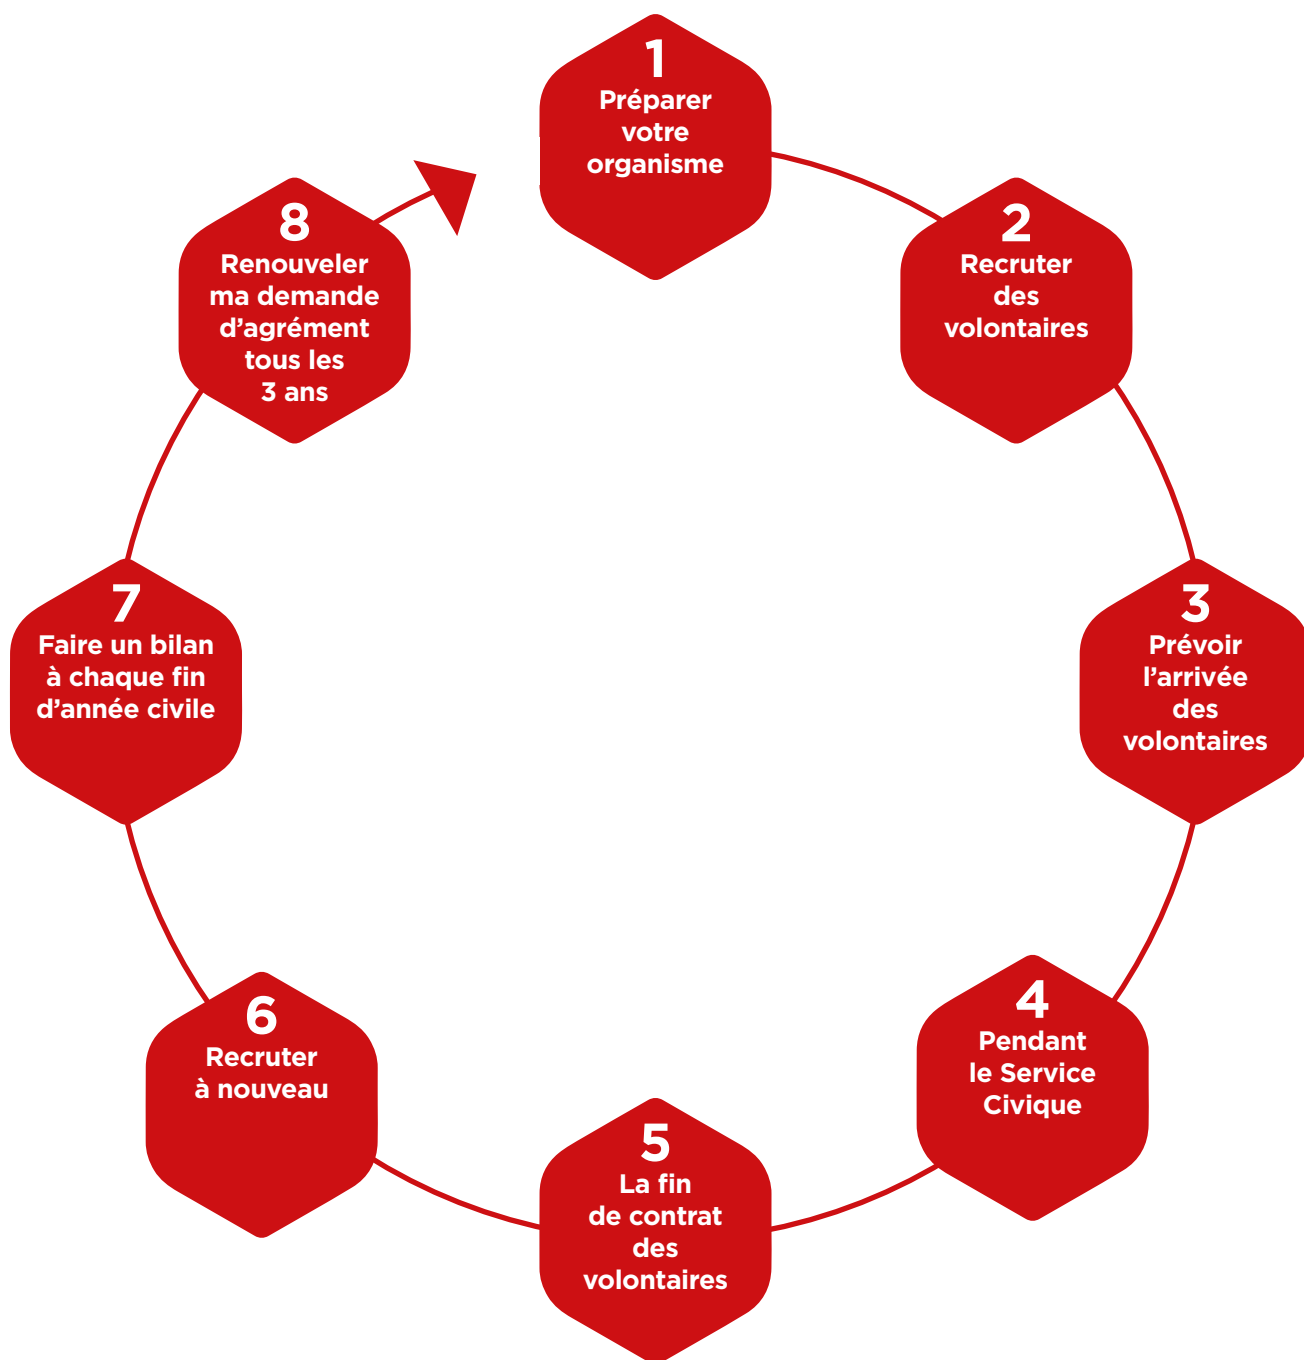 1
Préparer
votre
organisme
2
Recruter
des
volontaires
3
Prévoir
l’arrivée
des
volontaires
4
Pendant
le Service
Civique
5
La fin
de contrat
des
volontaires
6
Recruter
à nouveau
7
Faire un bilan
à chaque fin
d’année civile
8
Renouveler
ma demande
d’agrément
tous les
3 ans